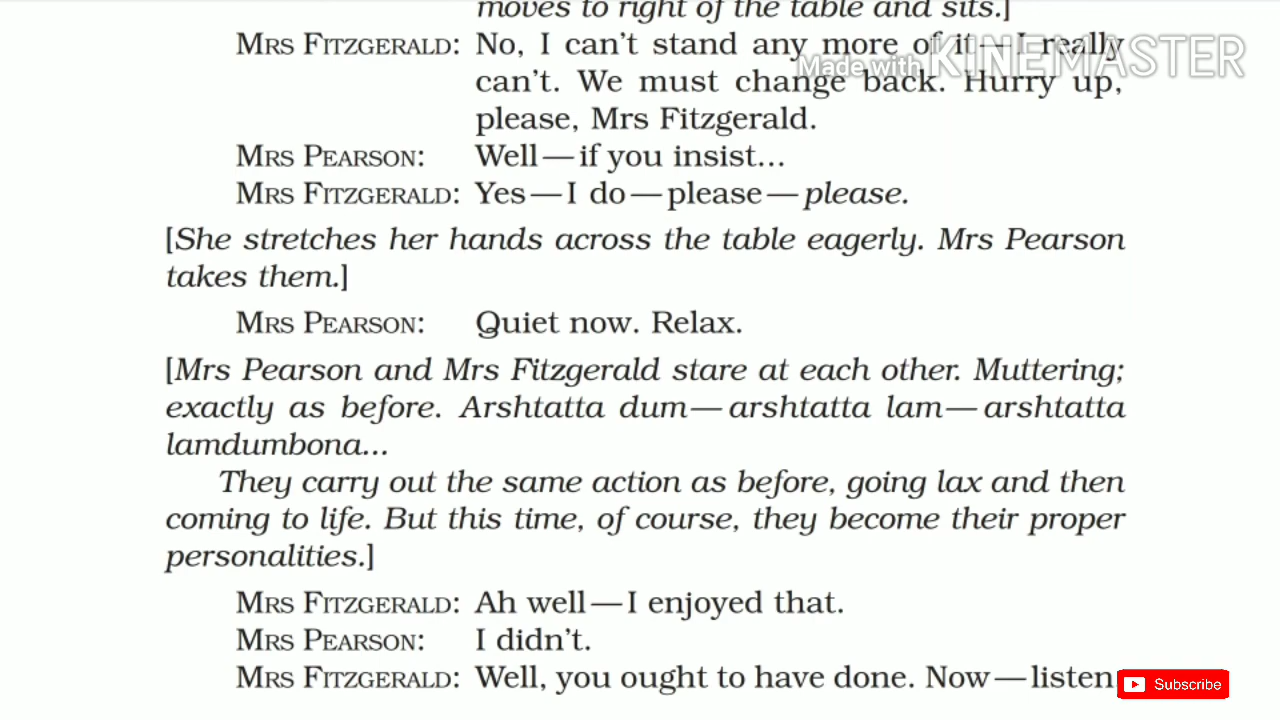 moves to right of the table and sits.]
MRS FITZGERALD: No, I can't stand any more of it—I really
can't. We must change back. Hurry up,
please, Mrs Fitzgerald.
MRS PEARSON: Well—if you insist...
MRS FITZGERALD: Yes—I do—please—please.
[She stretches her hands across the table eagerly. Mrs Pearson
takes them.]
MRS PEARSON: Quiet now. Relax.
[Mrs Pearson and Mrs Fitzgerald stare at each other. Muttering;
exactly as before. Arshtatta dum—arshtatta lam—arshtatta
lamdumbona...
They carry out the same action as before, going lax and then
coming to life. But this time, of course, they become their proper
personalities.]
MRS FITZGERALD: Ah well—I enjoyed that.
MRS PEARSON: I didn't.
MRS FITZGERALD: Well, you ought to have done. Now—listen
Made with KINEMASTER
Subscribe